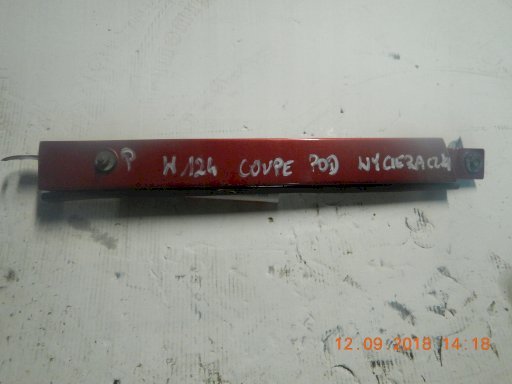 P W124 COUPE POD WYCIERACZKI
12.09.2018 14:18